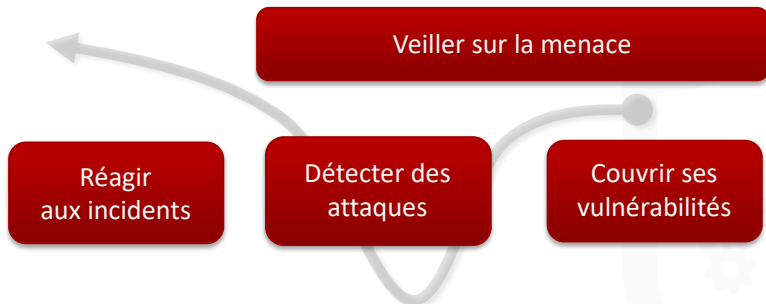 Veiller sur la menace
Réagir
aux incidents
Détecter des
attaques
Couvrir ses
vulnérabilités